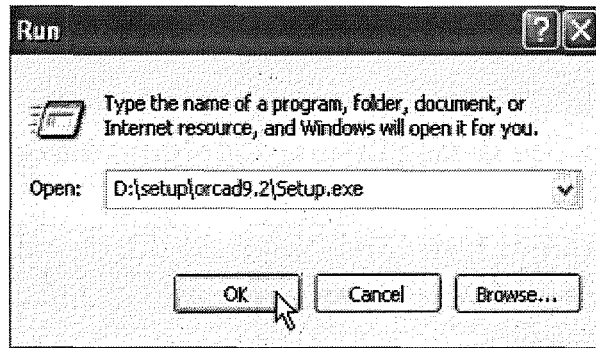 Run
Type the name of a program, folder, document, or
Internet resource, and Windows will open it for you.
Open: D:\setup\orcad9.2\Setup.exe
OK Cancel Browse...